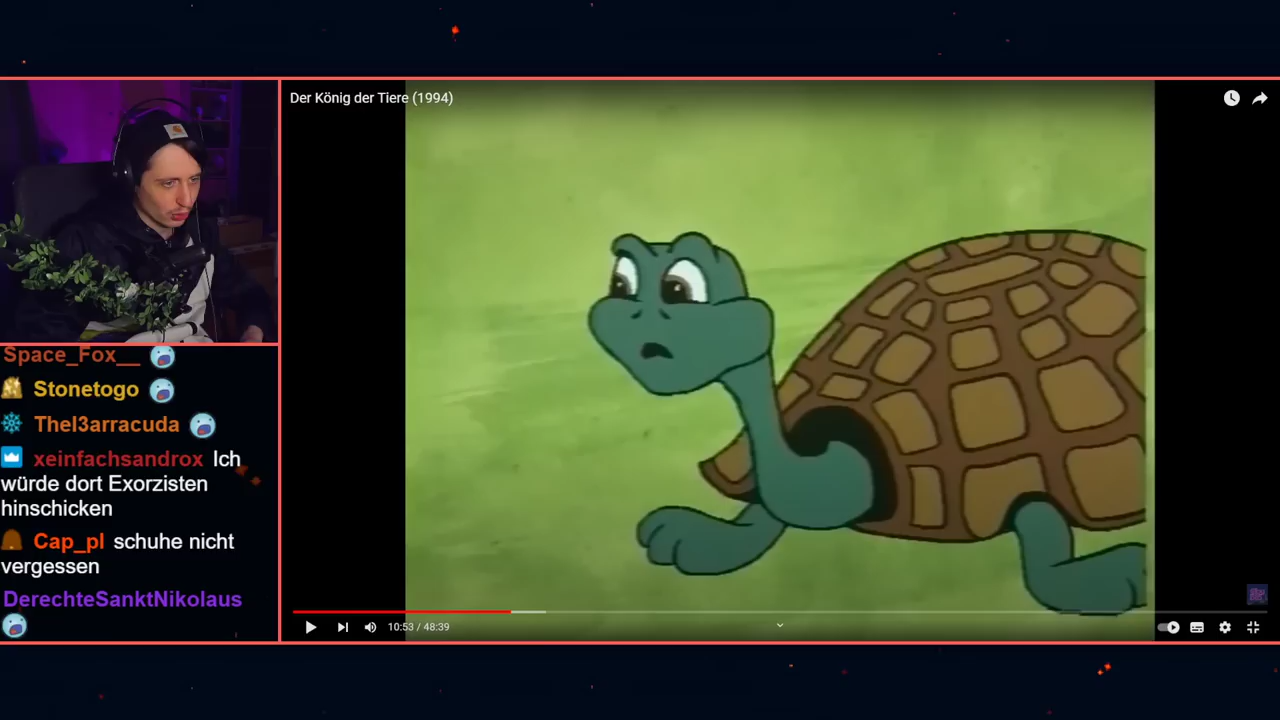 Der König der Tiere (1994)
Space_Fox__
Stonetogo
Thel3arracuda
xeinfachsandrox Ich
würde dort Exorzisten
hinschicken
Cap_pl schuhe nicht
vergessen
DerechteSanktNikolaus
10:53 / 48:39